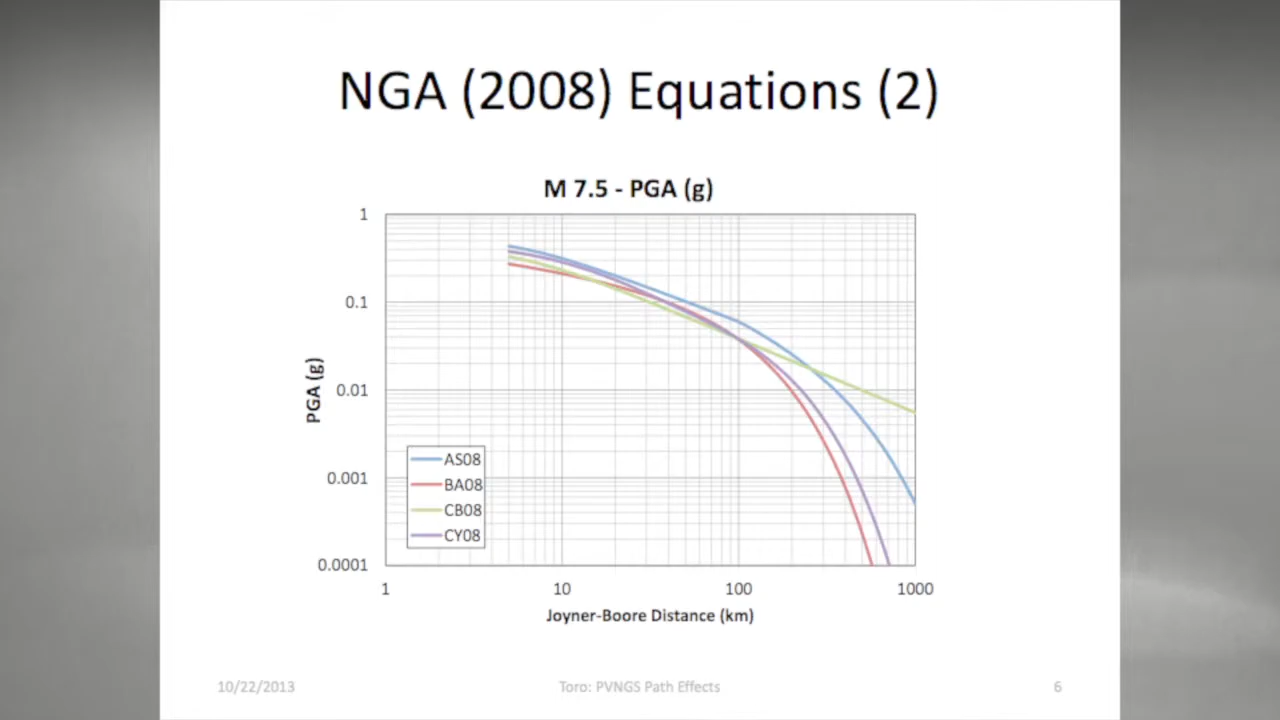 NGA (2008) Equations (2)
M 7.5 - PGA (g)
1
0.1
0.01
0.001
0.0001
PGA (g)
AS08
BA08
CB08
CY08
1 10 100 1000
Joyner-Boore Distance (km)
10/22/2013 Toro: PVNGS Path Effects 6